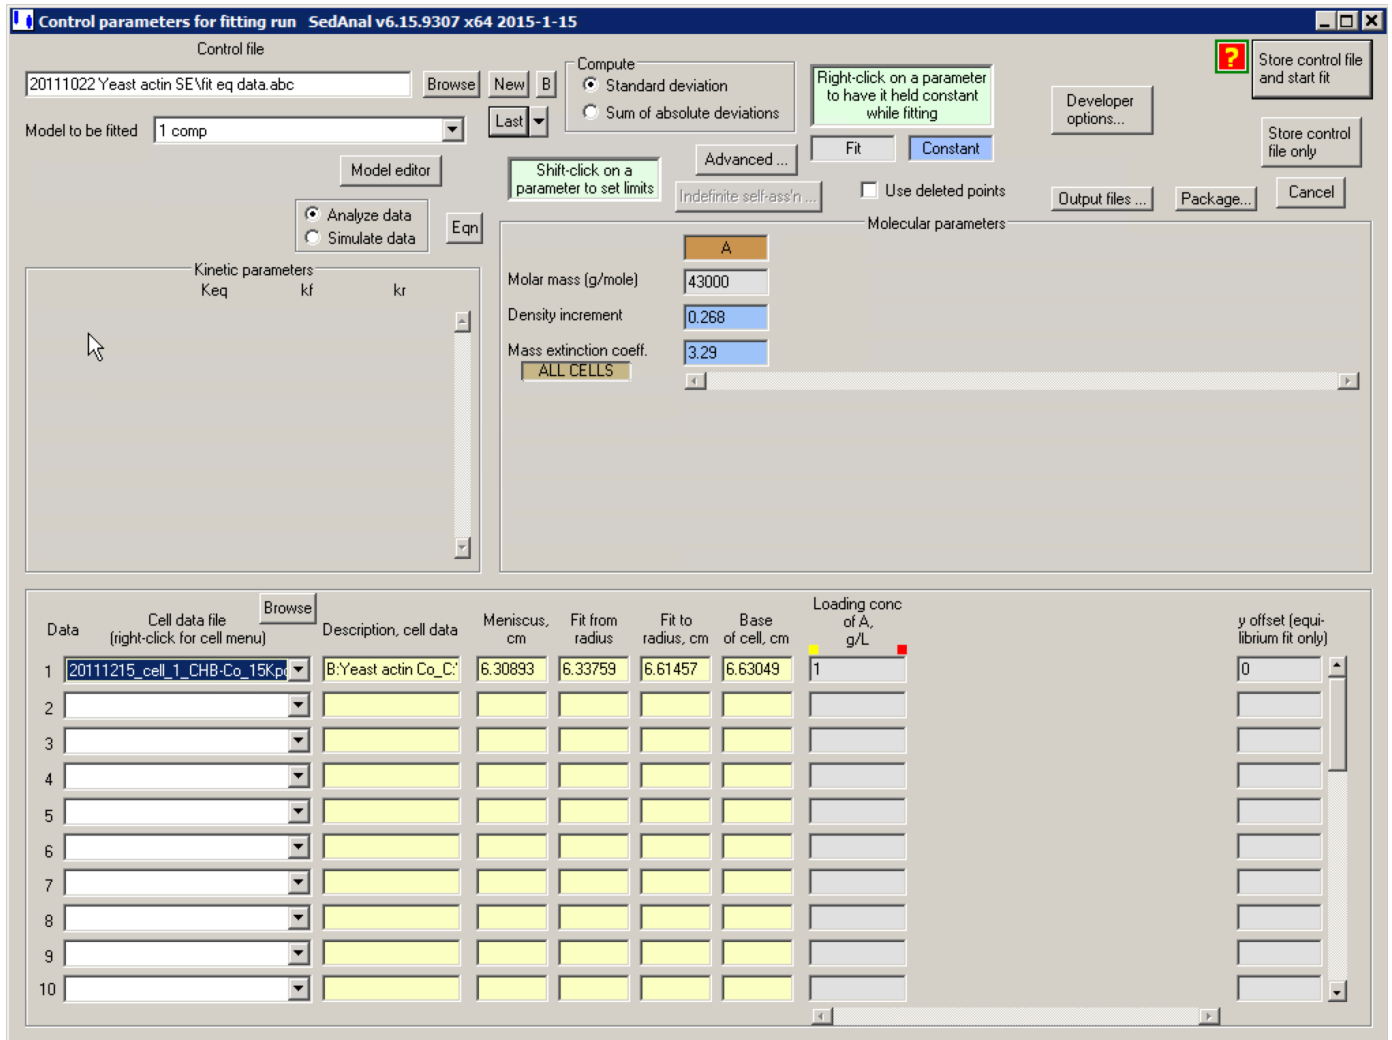 Control parameters for fitting run SedAnal v6.15.9307 x64 2015-1-15
Control file
20111022 Yeast actin SE\fit eq data.abc
Browse
New
B
Last
Model to be fitted
1 comp
Model editor
Analyze data
Simulate data
Eqn
Compute
Standard deviation
Sum of absolute deviations
Shift-click on a
parameter to set limits
Advanced ...
Indefinite self-ass'n ...
Right-click on a parameter
to have it held constant
while fitting
Fit
Constant
Use deleted points
Developer
options...
?
Store control file
and start fit
Store control
file only
Output files ...
Package...
Cancel
Kinetic parameters
Keq kf kr
Molecular parameters
A
Molar mass (g/mole) 43000
Density increment 0.268
Mass extinction coeff. 3.29
ALL CELLS
Data
Cell data file
(right-click for cell menu)
Browse
Description, cell data
Meniscus,
cm
Fit from
radius
Fit to
radius, cm
Base
of cell, cm
Loading conc
of A,
g/L
y offset (equi-
librium fit only)
1 20111215_cell_1_CHB-Co_15Kp B:Yeast actin Co_C: 6.30893 6.33759 6.61457 6.63049 1 0
2
3
4
5
6
7
8
9
10